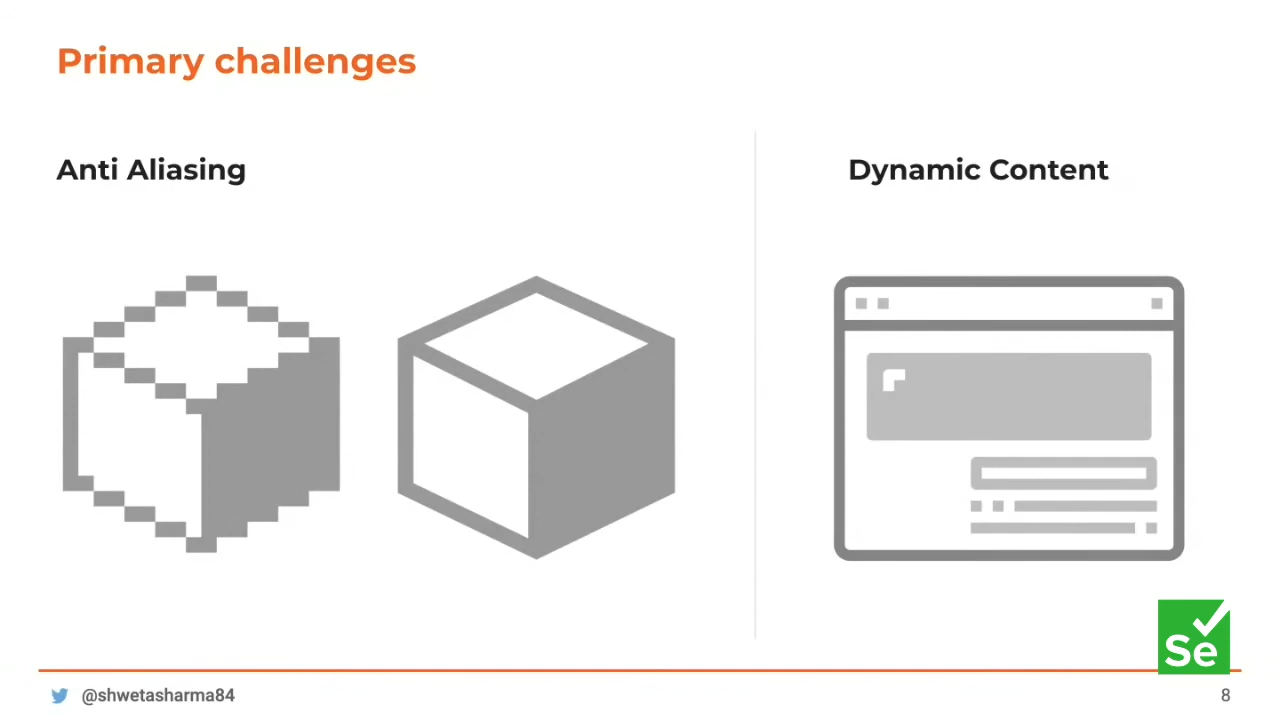 Primary challenges
Anti Aliasing
Dynamic Content
Se
@shwetasharma84
8